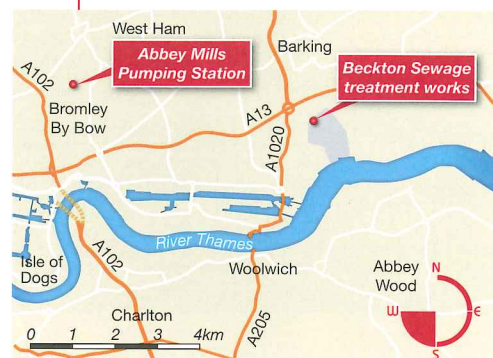 West Ham
Abbey Mills
Pumping Station
Barking
Beckton Sewage
treatment works
A102
Bromley
By Bow
A13
A1020
River Thames
Isle of
Dogs
A102
Woolwich
Abbey
Wood
N
W
E
S
Charlton
A205
0 1 2 3 4km